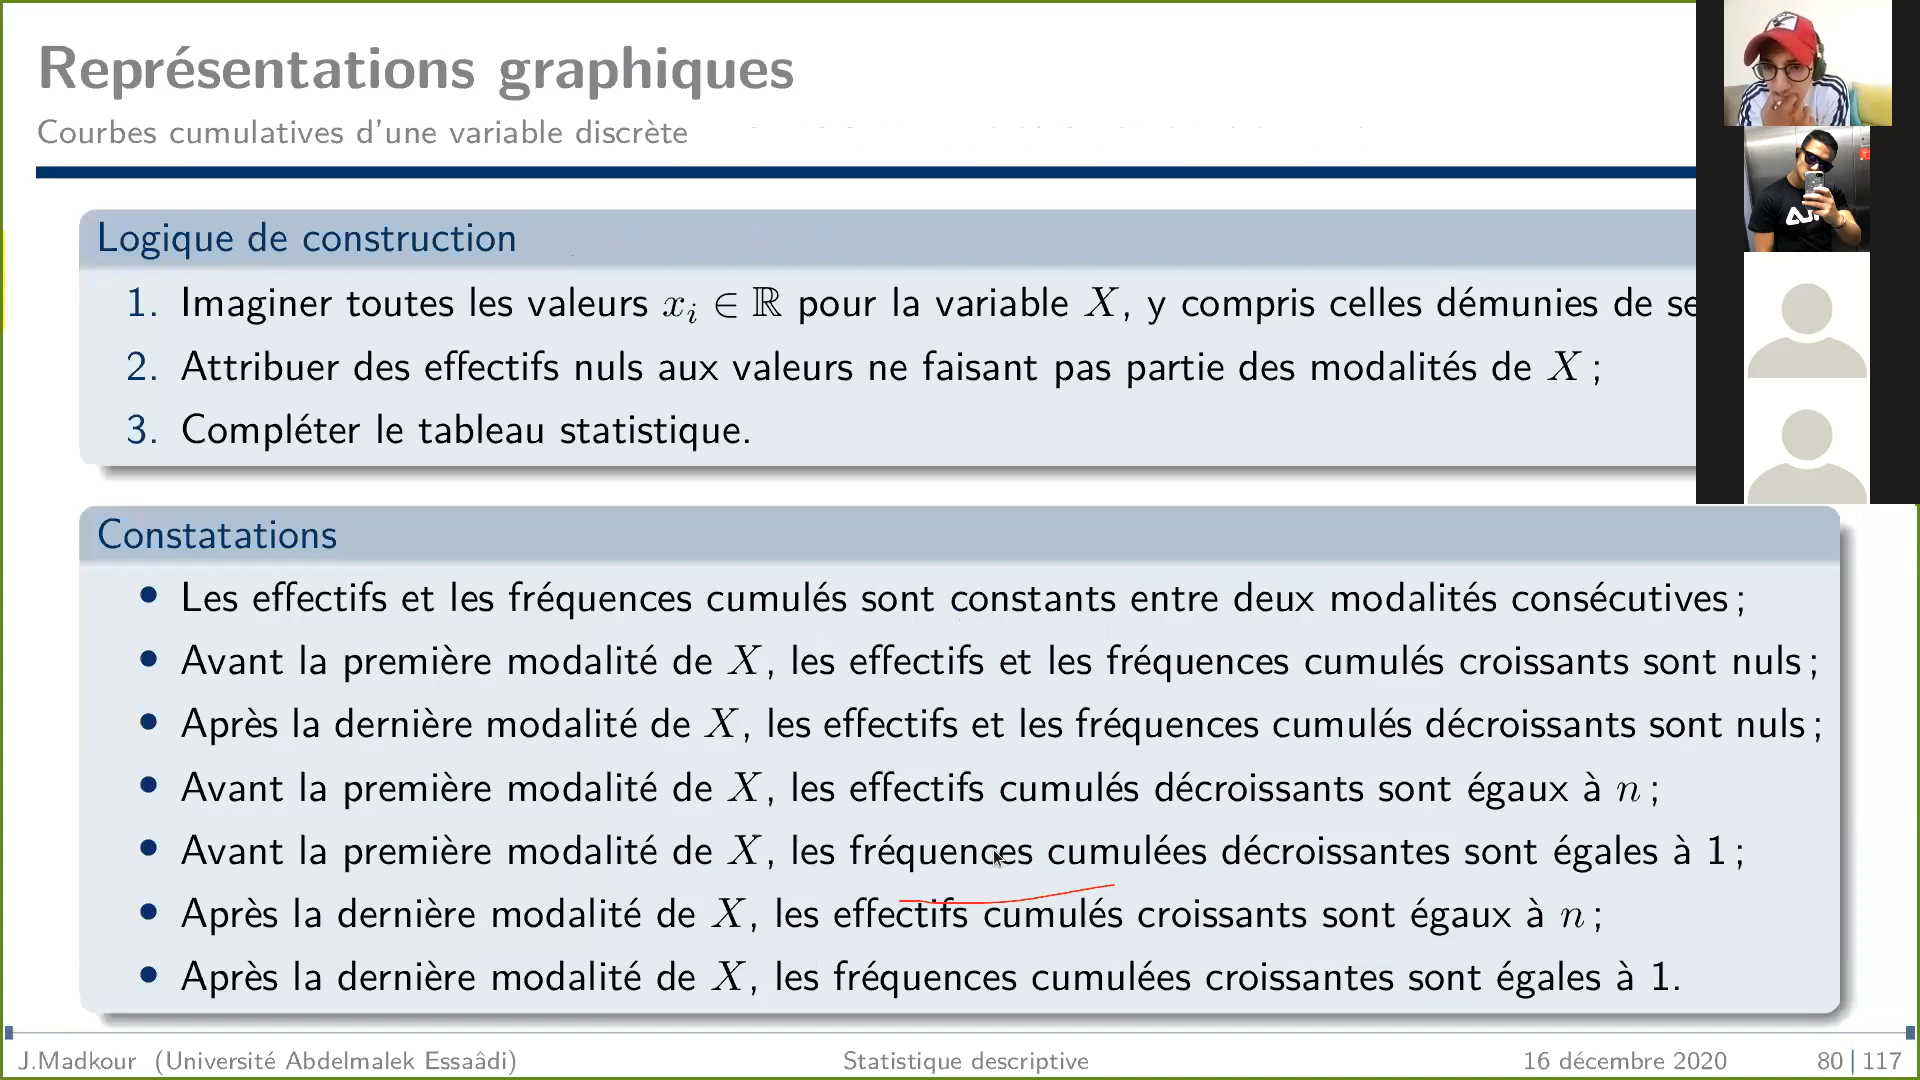 Représentations graphiques
Courbes cumulatives d'une variable discrète
Logique de construction
1. Imaginer toutes les valeurs xᵢ ∈ ℝ pour la variable X, y compris celles démunies de se
2. Attribuer des effectifs nuls aux valeurs ne faisant pas partie des modalités de X ;
3. Compléter le tableau statistique.
Constatations
• Les effectifs et les fréquences cumulés sont constants entre deux modalités consécutives ;
• Avant la première modalité de X, les effectifs et les fréquences cumulés croissants sont nuls ;
• Après la dernière modalité de X, les effectifs et les fréquences cumulés décroissants sont nuls ;
• Avant la première modalité de X, les effectifs cumulés décroissants sont égaux à n ;
• Avant la première modalité de X, les fréquences cumulées décroissantes sont égales à 1 ;
• Après la dernière modalité de X, les effectifs cumulés croissants sont égaux à n ;
• Après la dernière modalité de X, les fréquences cumulées croissantes sont égales à 1.
J.Madkour (Université Abdelmalek Essaâdi) Statistique descriptive 16 décembre 2020 80 | 117